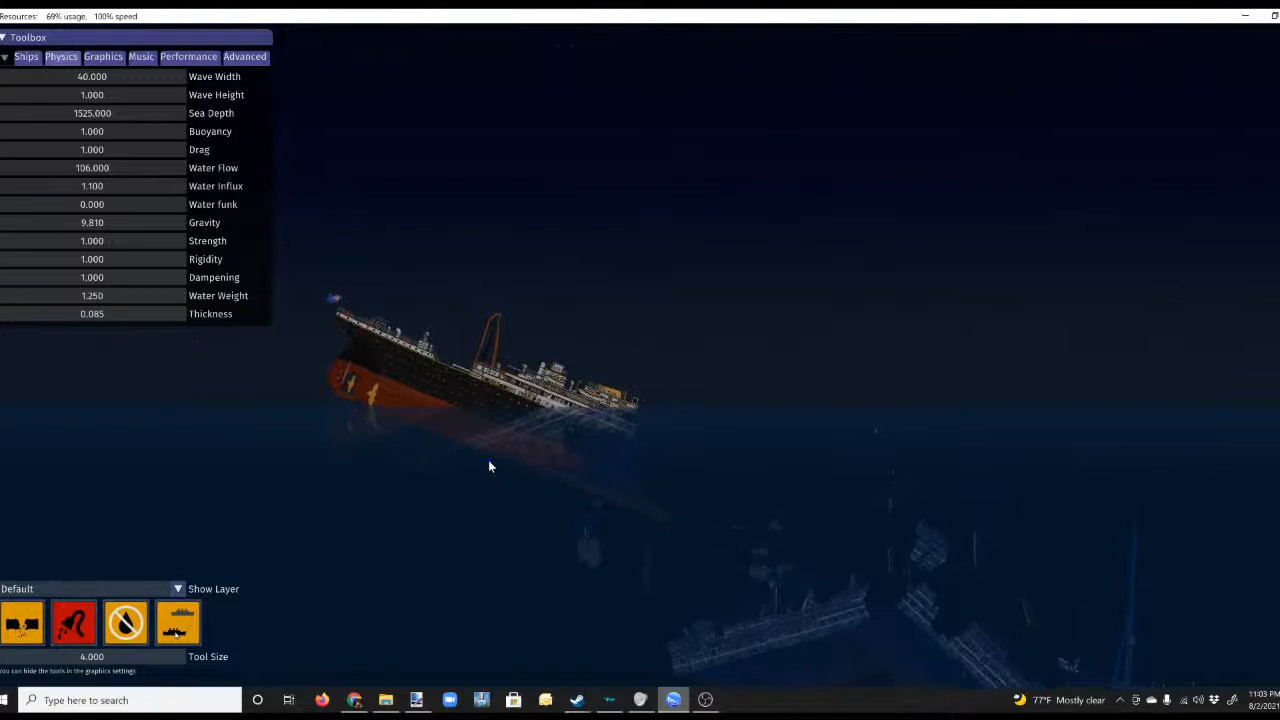 Resources: 69% usage, 100% speed
Toolbox
Ships Physics Graphics Music Performance Advanced
40.000 Wave Width
1.000 Wave Height
1525.000 Sea Depth
1.000 Buoyancy
1.000 Drag
106.000 Water Flow
1.100 Water Influx
0.000 Water funk
9.810 Gravity
1.000 Strength
1.000 Rigidity
1.000 Dampening
1.250 Water Weight
0.085 Thickness
Default Show Layer
4.000 Tool Size
You can hide the tools in the graphics settings
Type here to search
77°F Mostly clear
11:03 PM
8/2/2021